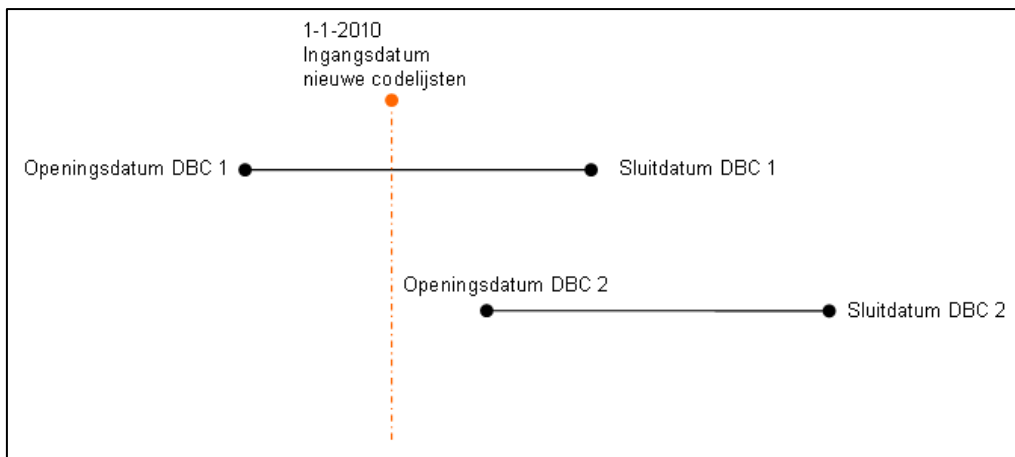 1-1-2010
Ingangsdatum
nieuwe codelijsten
Openingsdatum DBC 1
Sluitdatum DBC 1
Openingsdatum DBC 2
Sluitdatum DBC 2